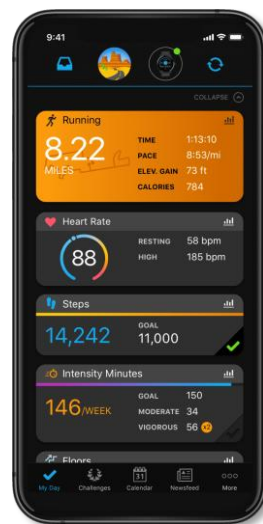 9:41
COLLAPSE
Running
8.22
MILES
TIME 1:13:10
PACE 8:53/mi
ELEV. GAIN 73 ft
CALORIES 784
Heart Rate
88
RESTING 58 bpm
HIGH 185 bpm
Steps
14,242
GOAL
11,000
Intensity Minutes
146/WEEK
GOAL 150
MODERATE 34
VIGOROUS 56 x2
Floors
31
My Day Challenges Calendar Newsfeed More